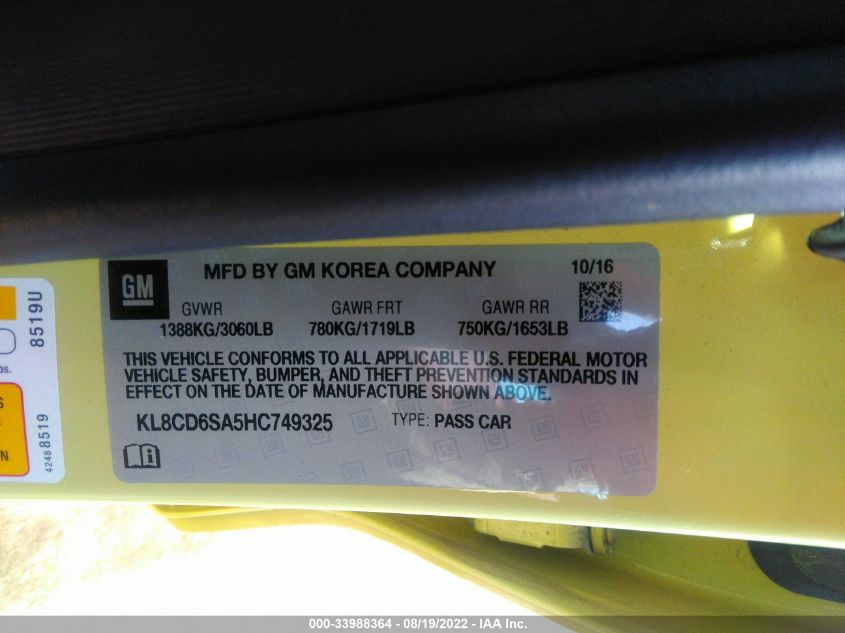 GM
MFD BY GM KOREA COMPANY
10/16
GVWR
GAWR FRT
GAWR RR
1388KG/3060LB
780KG/1719LB
750KG/1653LB
THIS VEHICLE CONFORMS TO ALL APPLICABLE U.S. FEDERAL MOTOR
VEHICLE SAFETY, BUMPER, AND THEFT PREVENTION STANDARDS IN
EFFECT ON THE DATE OF MANUFACTURE SHOWN ABOVE.
KL8CD6SA5HC749325
TYPE: PASS CAR
8519U
42488519
000-33988364 - 08/19/2022 - IAA Inc.